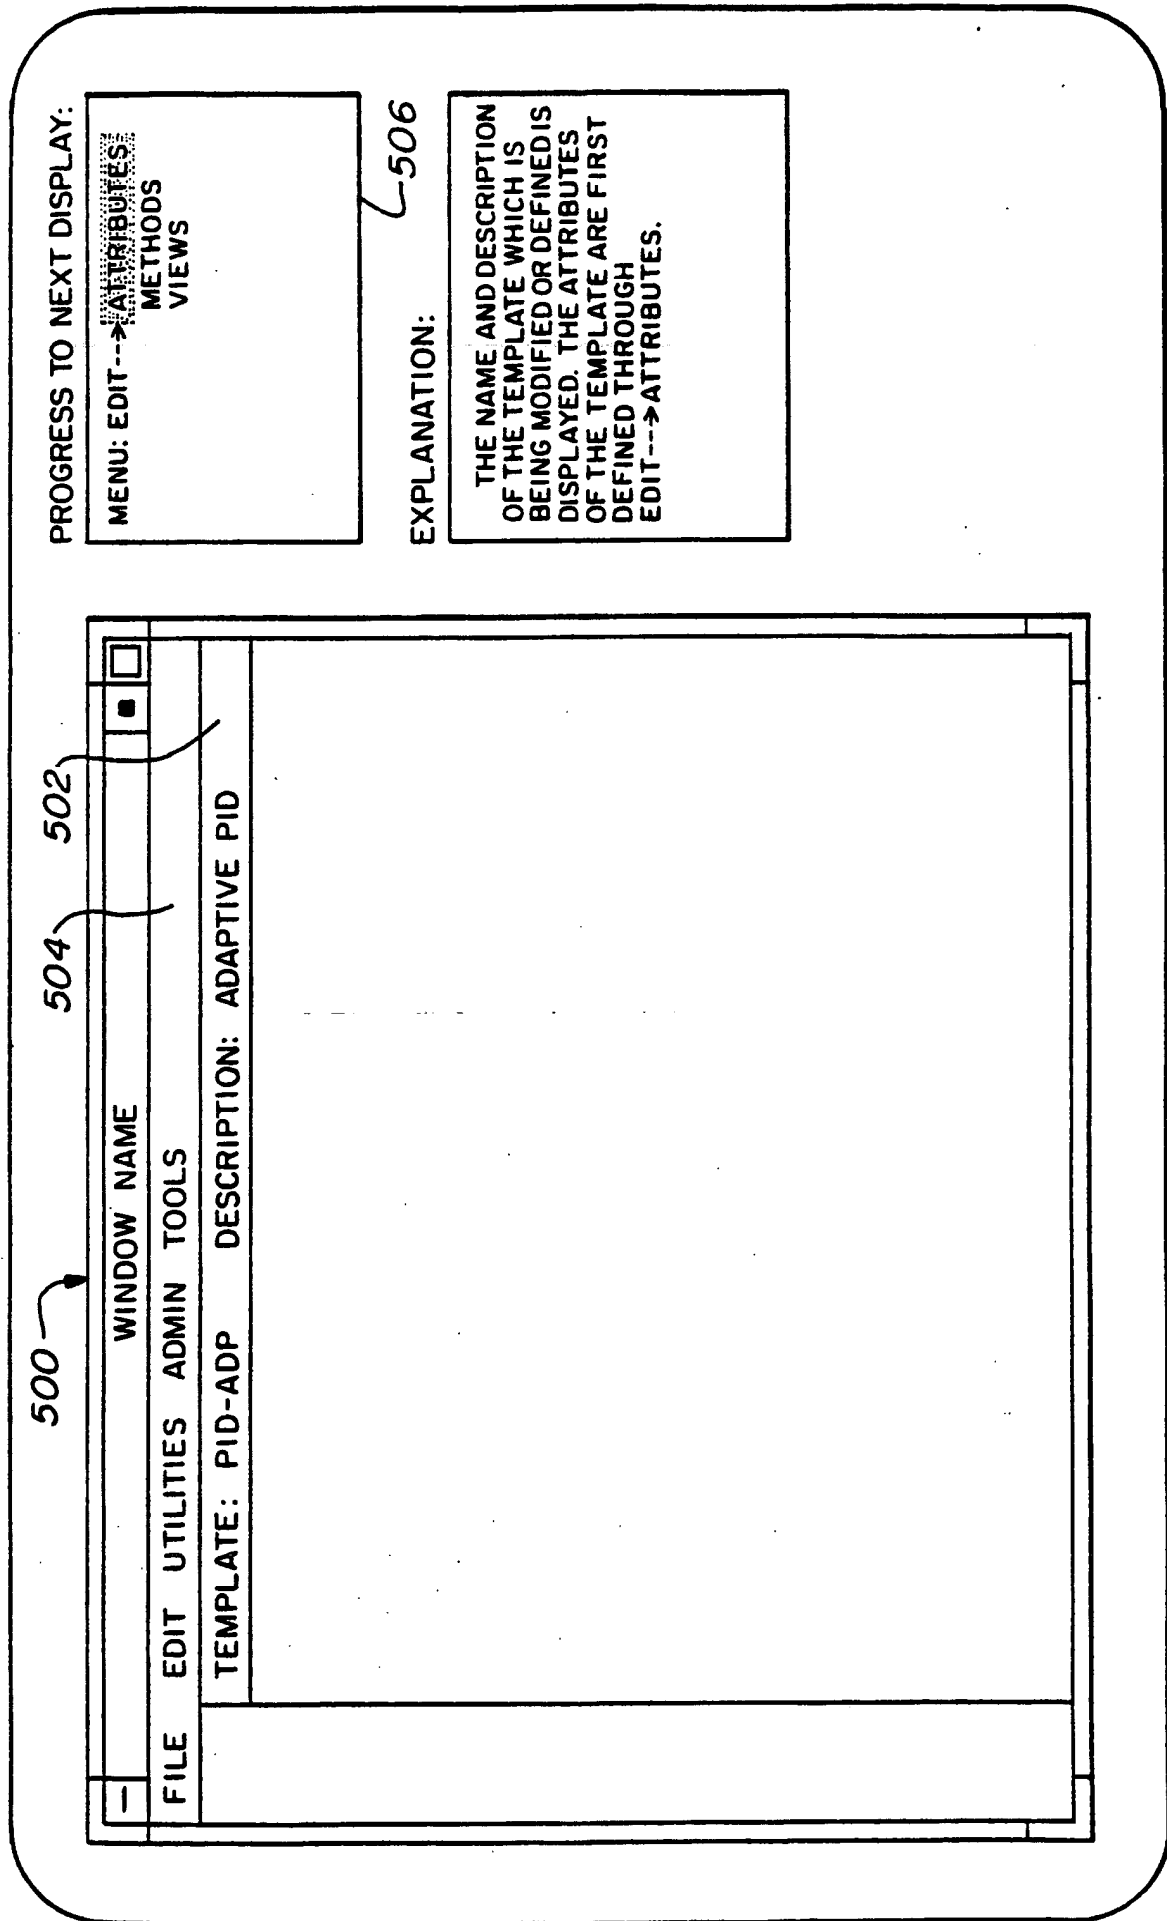 500
504
502
WINDOW NAME
FILE EDIT UTILITIES ADMIN TOOLS
TEMPLATE: PID-ADP DESCRIPTION: ADAPTIVE PID
PROGRESS TO NEXT DISPLAY:
MENU: EDIT--->ATTRIBUTES
METHODS
VIEWS
506
EXPLANATION:
THE NAME AND DESCRIPTION
OF THE TEMPLATE WHICH IS
BEING MODIFIED OR DEFINED IS
DISPLAYED. THE ATTRIBUTES
OF THE TEMPLATE ARE FIRST
DEFINED THROUGH
EDIT--->ATTRIBUTES.